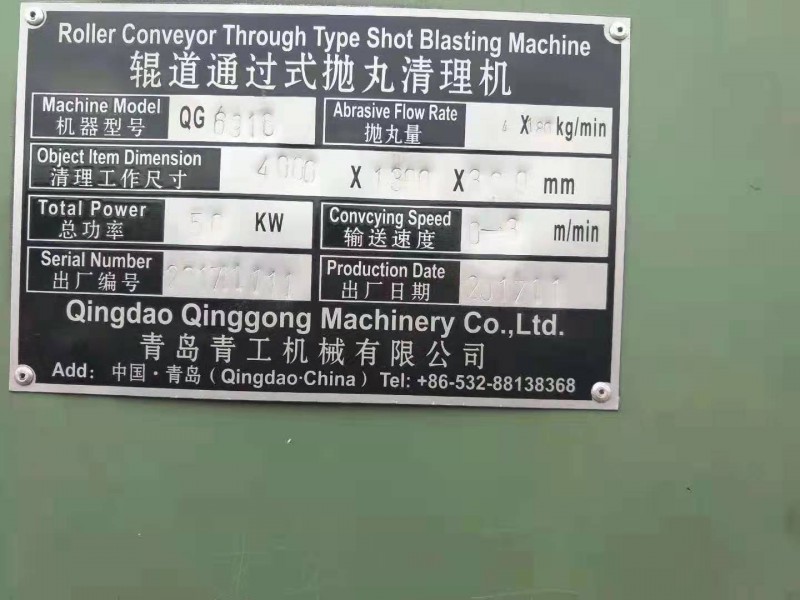 Roller Conveyor Through Type Shot Blasting Machine
辊道通过式抛丸清理机
Machine Model
机器型号
QG
Abrasive Flow Rate
抛丸量
X180kg/min
Object Item Dimension
清理工作尺寸
4000 X X mm
Total Power
总功率
50 KW
Convcying Speed
输送速度
m/min
Serial Number
出厂编号
Production Date
出厂日期
Qingdao Qinggong Machinery Co.,Ltd.
青岛青工机械有限公司
Add: 中国·青岛(Qingdao·China) Tel: +86-532-88138368